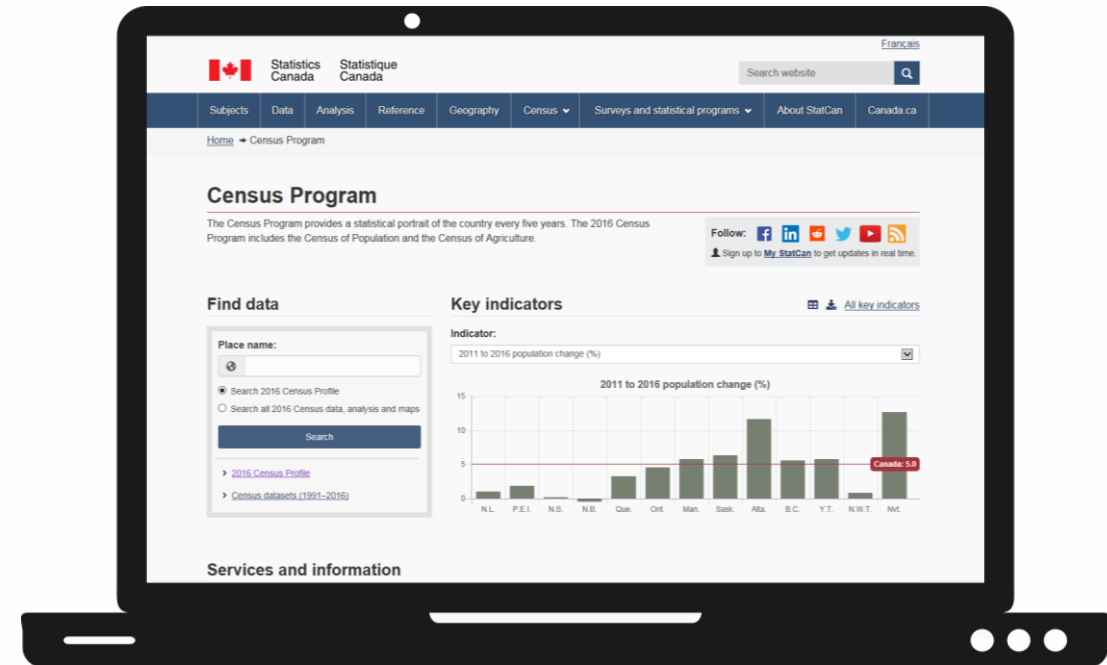 Français
Statistics Canada
Statistique Canada
Search website
Subjects
Data
Analysis
Reference
Geography
Census
Surveys and statistical programs
About StatCan
Canada.ca
Home ➔ Census Program
Census Program
The Census Program provides a statistical portrait of the country every five years. The 2016 Census
Program includes the Census of Population and the Census of Agriculture.
Follow:
Sign up to My StatCan to get updates in real time.
Find data
Place name:
Search 2016 Census Profile
Search all 2016 Census data, analysis and maps
Search
2016 Census Profile
Census datasets (1991–2016)
Key indicators
All key indicators
Indicator:
2011 to 2016 population change (%)
2011 to 2016 population change (%)
15
10
5
0
Canada: 5.0
N.L. P.E.I. N.S. N.B. Que. Ont. Man. Sask. Alta. B.C. Y.T. N.W.T. Nvt.
Services and information